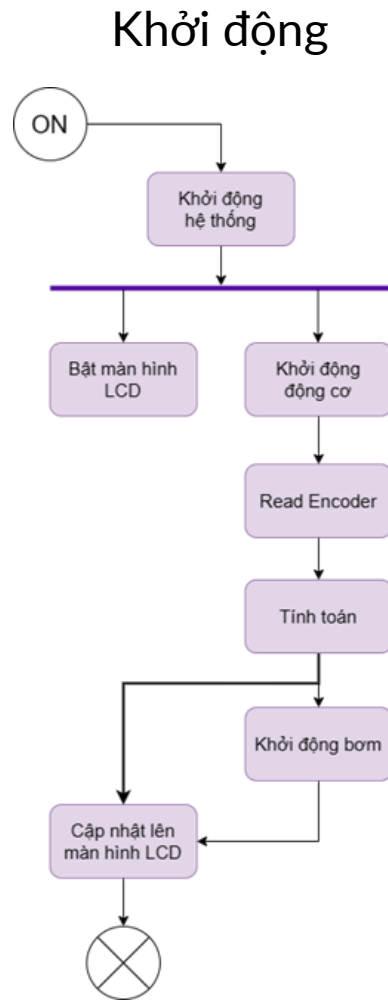 Khởi động
ON
Khởi động
hệ thống
Bật màn hình
LCD
Khởi động
động cơ
Read Encoder
Tính toán
Khởi động bơm
Cập nhật lên
màn hình LCD